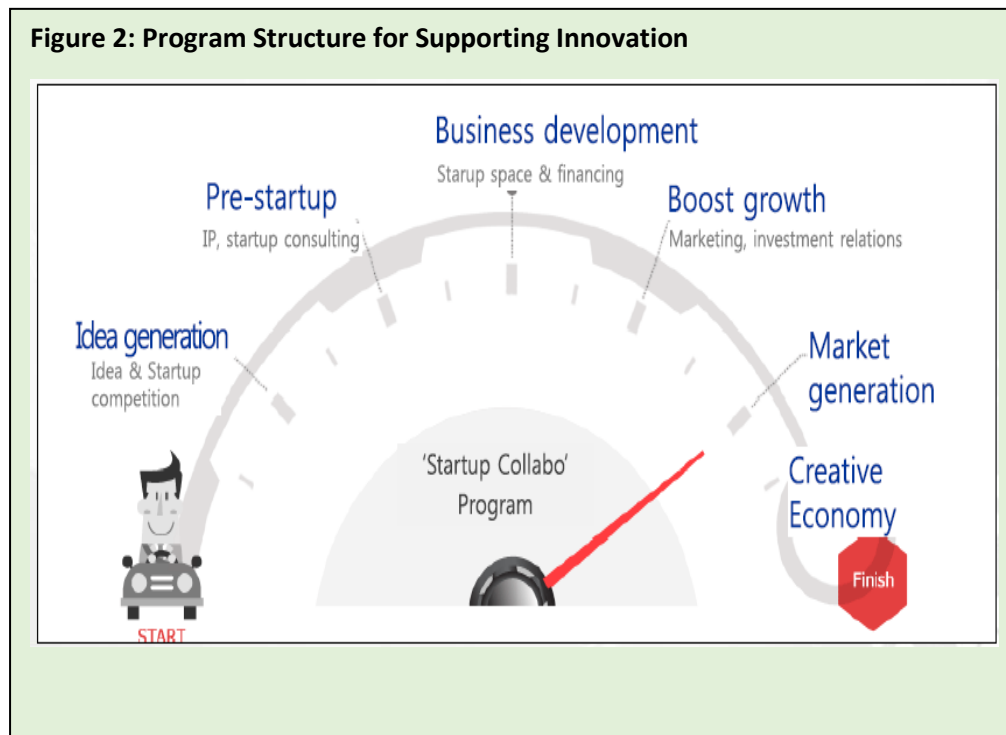 Figure 2: Program Structure for Supporting Innovation
Business development
Starup space & financing
Pre-startup
IP, startup consulting
Boost growth
Marketing, investment relations
Idea generation
Idea & Startup
competition
Market
generation
'Startup Collabo'
Program
Creative
Economy
Finish
START